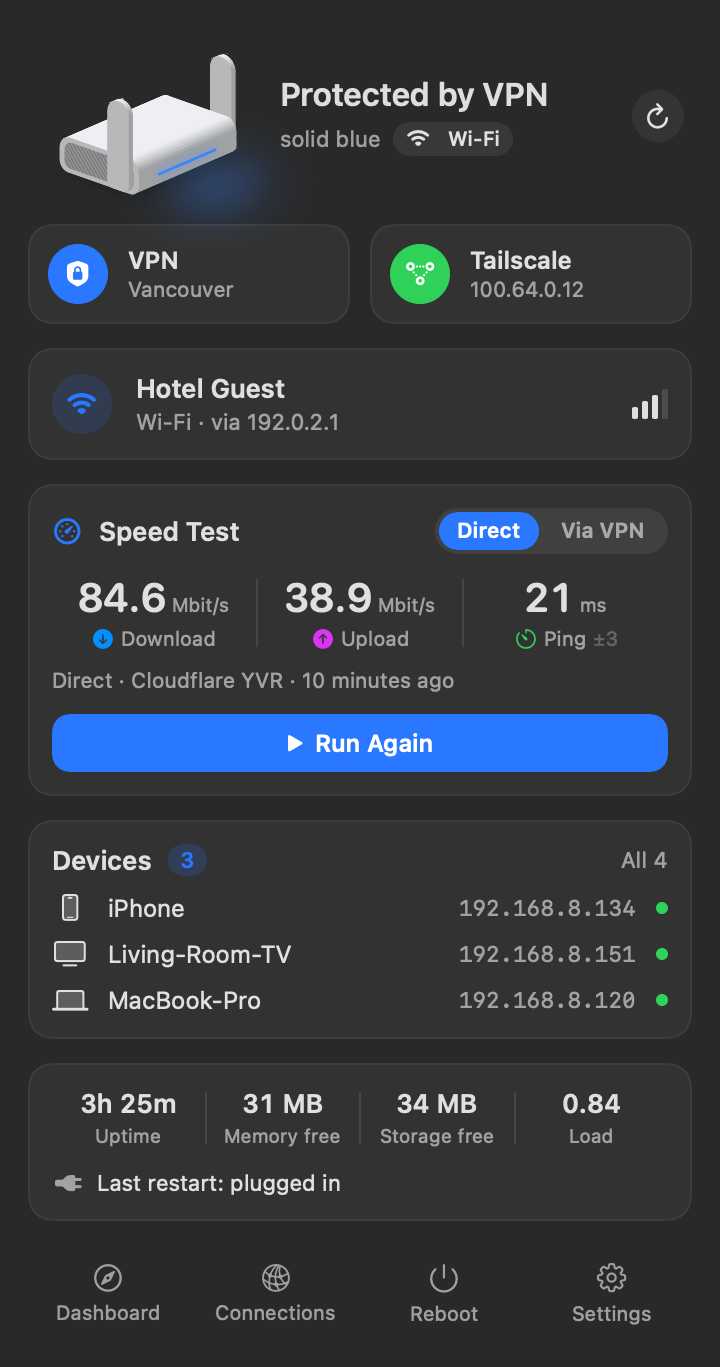 Protected by VPN
solid blue Wi-Fi
VPN
Vancouver
Tailscale
100.64.0.12
Hotel Guest
Wi-Fi · via 192.0.2.1
Speed Test
Direct Via VPN
84.6 Mbit/s
Download
38.9 Mbit/s
Upload
21 ms
Ping ±3
Direct · Cloudflare YVR · 10 minutes ago
Run Again
Devices 3 All 4
iPhone 192.168.8.134
Living-Room-TV 192.168.8.151
MacBook-Pro 192.168.8.120
3h 25m
Uptime
31 MB
Memory free
34 MB
Storage free
0.84
Load
Last restart: plugged in
Dashboard Connections Reboot Settings